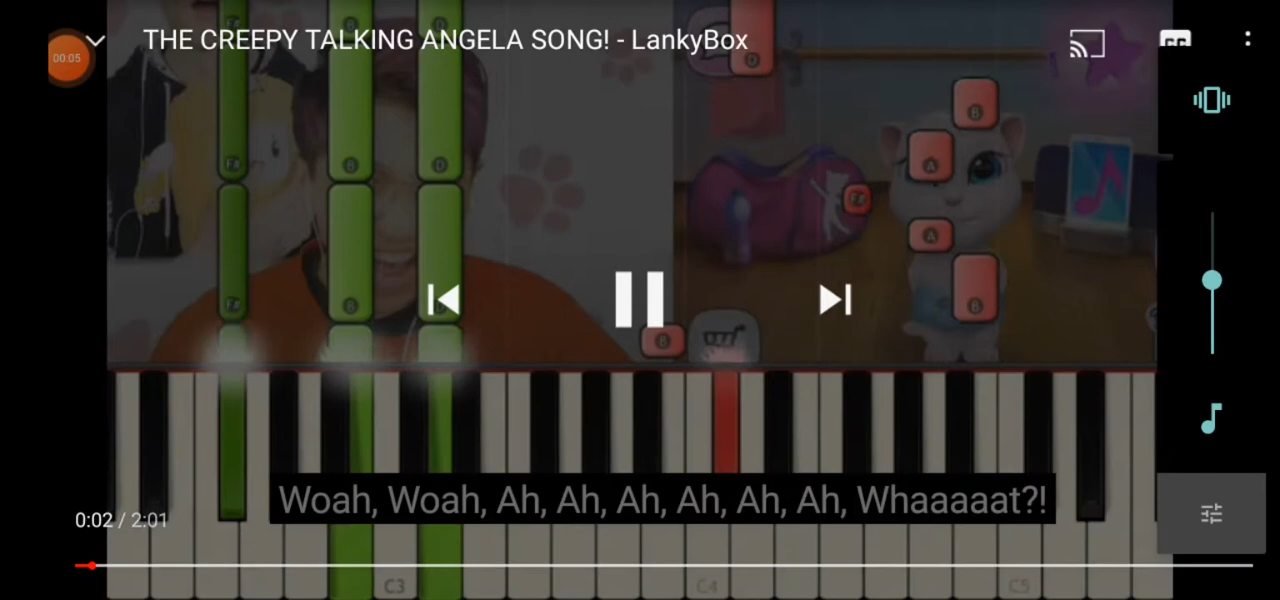 THE CREEPY TALKING ANGELA SONG! - LankyBox
00:05
CC
F#
B
D
D
B
F#
B
D
A
F#
A
F#
B
B
B
Woah, Woah, Ah, Ah, Ah, Ah, Ah, Ah, Whaaaaat?!
0:02 / 2:01
C3
C4
C5